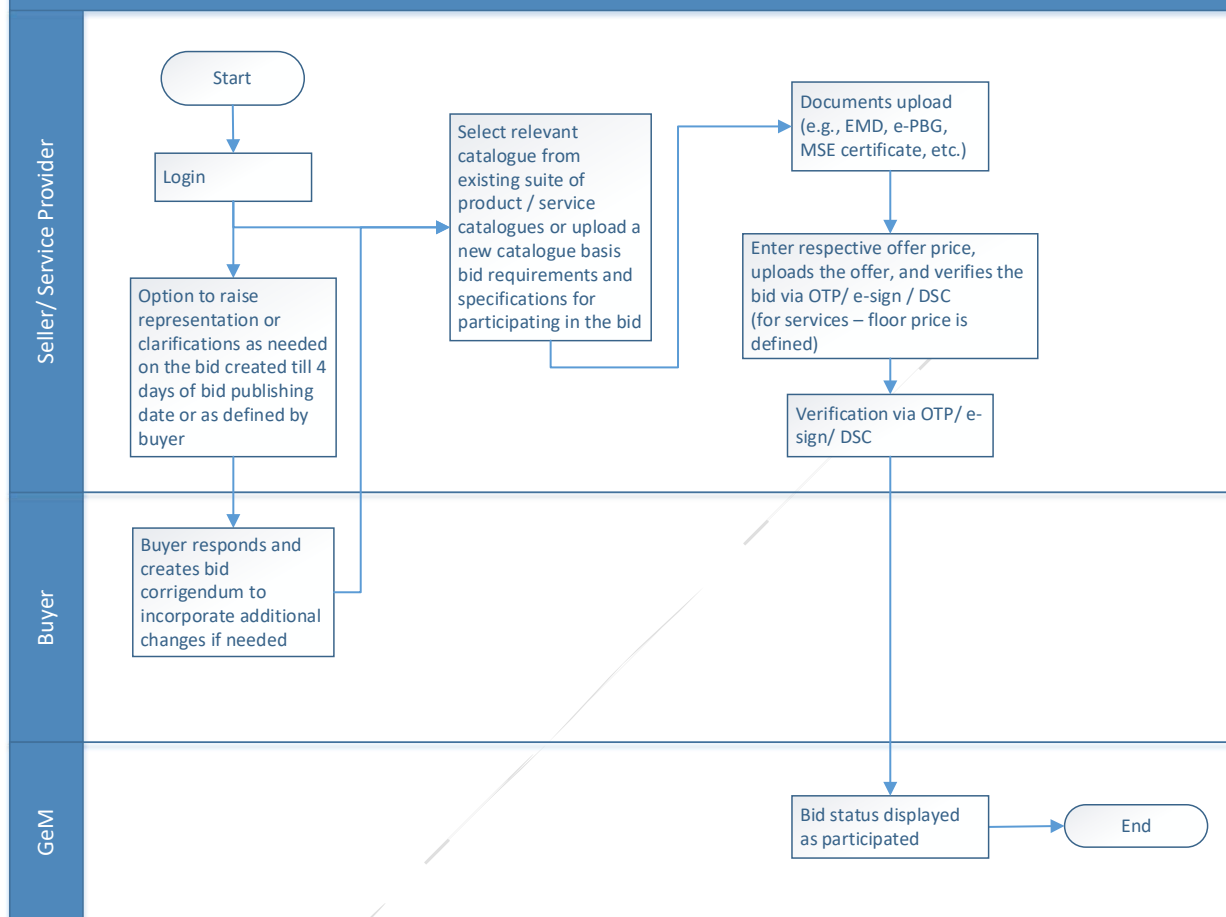 Seller/ Service Provider
Start
Login
Option to raise
representation or
clarifications as needed
on the bid created till 4
days of bid publishing
date or as defined by
buyer
Select relevant
catalogue from
existing suite of
product / service
catalogues or upload a
new catalogue basis
bid requirements and
specifications for
participating in the bid
Documents upload
(e.g., EMD, e-PBG,
MSE certificate, etc.)
Enter respective offer price,
uploads the offer, and verifies the
bid via OTP/ e-sign / DSC
(for services – floor price is
defined)
Verification via OTP/ e-
sign/ DSC
Buyer
Buyer responds and
creates bid
corrigendum to
incorporate additional
changes if needed
GeM
Bid status displayed
as participated
End